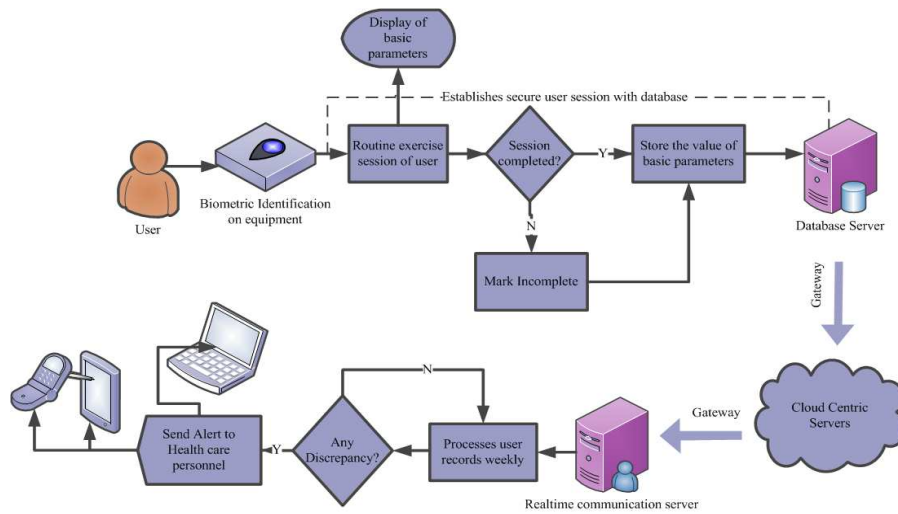 Display of
basic
parameters
Establishes secure user session with database
Routine exercise
session of user
Session
completed?
Y
Store the value of
basic parameters
Biometric Identification
on equipment
User
N
Database Server
Mark Incomplete
Gateway
Cloud Centric
Servers
Gateway
Realtime communication server
Processes user
records weekly
N
Any
Discrepancy?
Y
Send Alert to
Health care
personnel